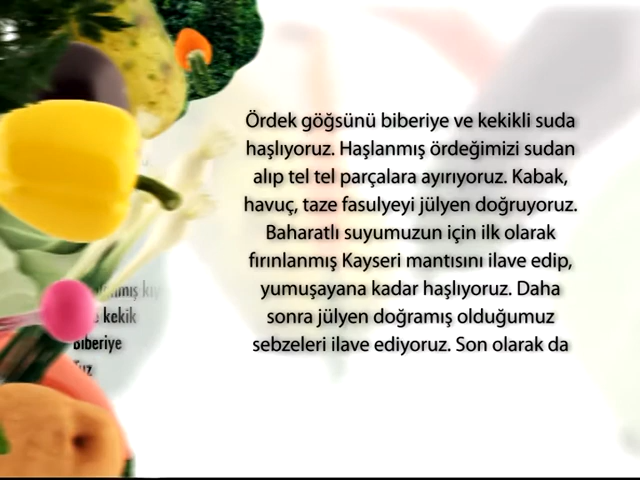 Ördek göğsünü biberiye ve kekikli suda
haşlıyoruz. Haşlanmış ördeğimizi sudan
alıp tel tel parçalara ayırıyoruz. Kabak,
havuç, taze fasulyeyi jülyen doğruyoruz.
Baharatlı suyumuzun için ilk olarak
fırınlanmış Kayseri mantısını ilave edip,
yumuşayana kadar haşlıyoruz. Daha
sonra jülyen doğramış olduğumuz
sebzeleri ilave ediyoruz. Son olarak da
kekik
Biberiye